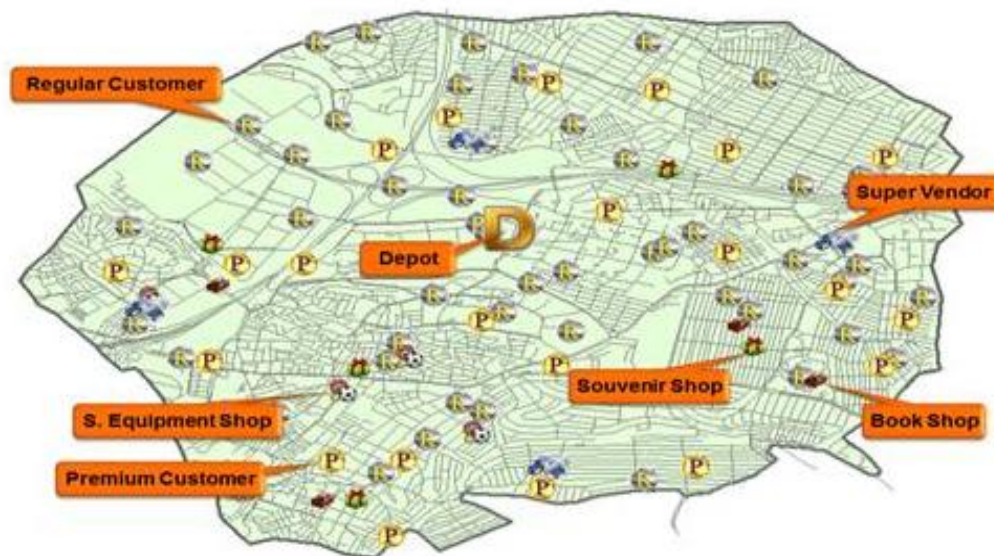 Regular Customer
Super Vendor
D
Depot
Souvenir Shop
S. Equipment Shop
Book Shop
Premium Customer